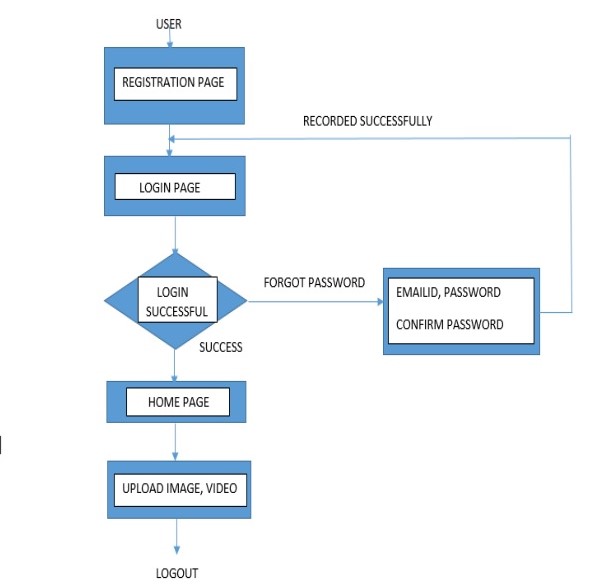 USER
REGISTRATION PAGE
RECORDED SUCCESSFULLY
LOGIN PAGE
LOGIN
SUCCESSFUL
FORGOT PASSWORD
EMAILID, PASSWORD
CONFIRM PASSWORD
SUCCESS
HOME PAGE
UPLOAD IMAGE, VIDEO
LOGOUT